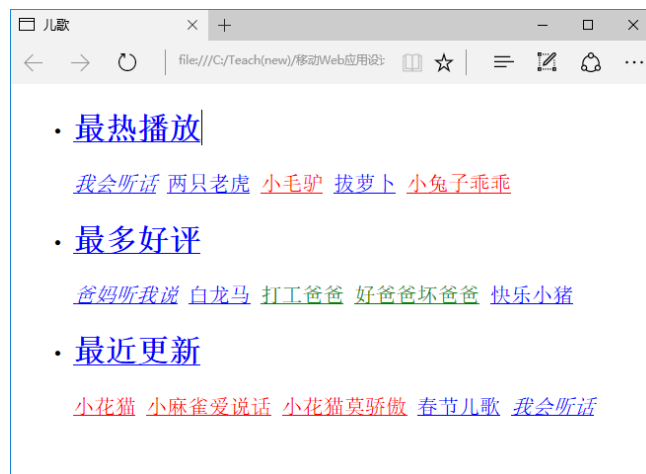 儿歌
file:///C:/Teach(new)/移动Web应用设计
最热播放
我会听话 两只老虎 小毛驴 拔萝卜 小兔子乖乖
最多好评
爸妈听我说 白龙马 打工爸爸 好爸爸坏爸爸 快乐小猪
最近更新
小花猫 小麻雀爱说话 小花猫莫骄傲 春节儿歌 我会听话